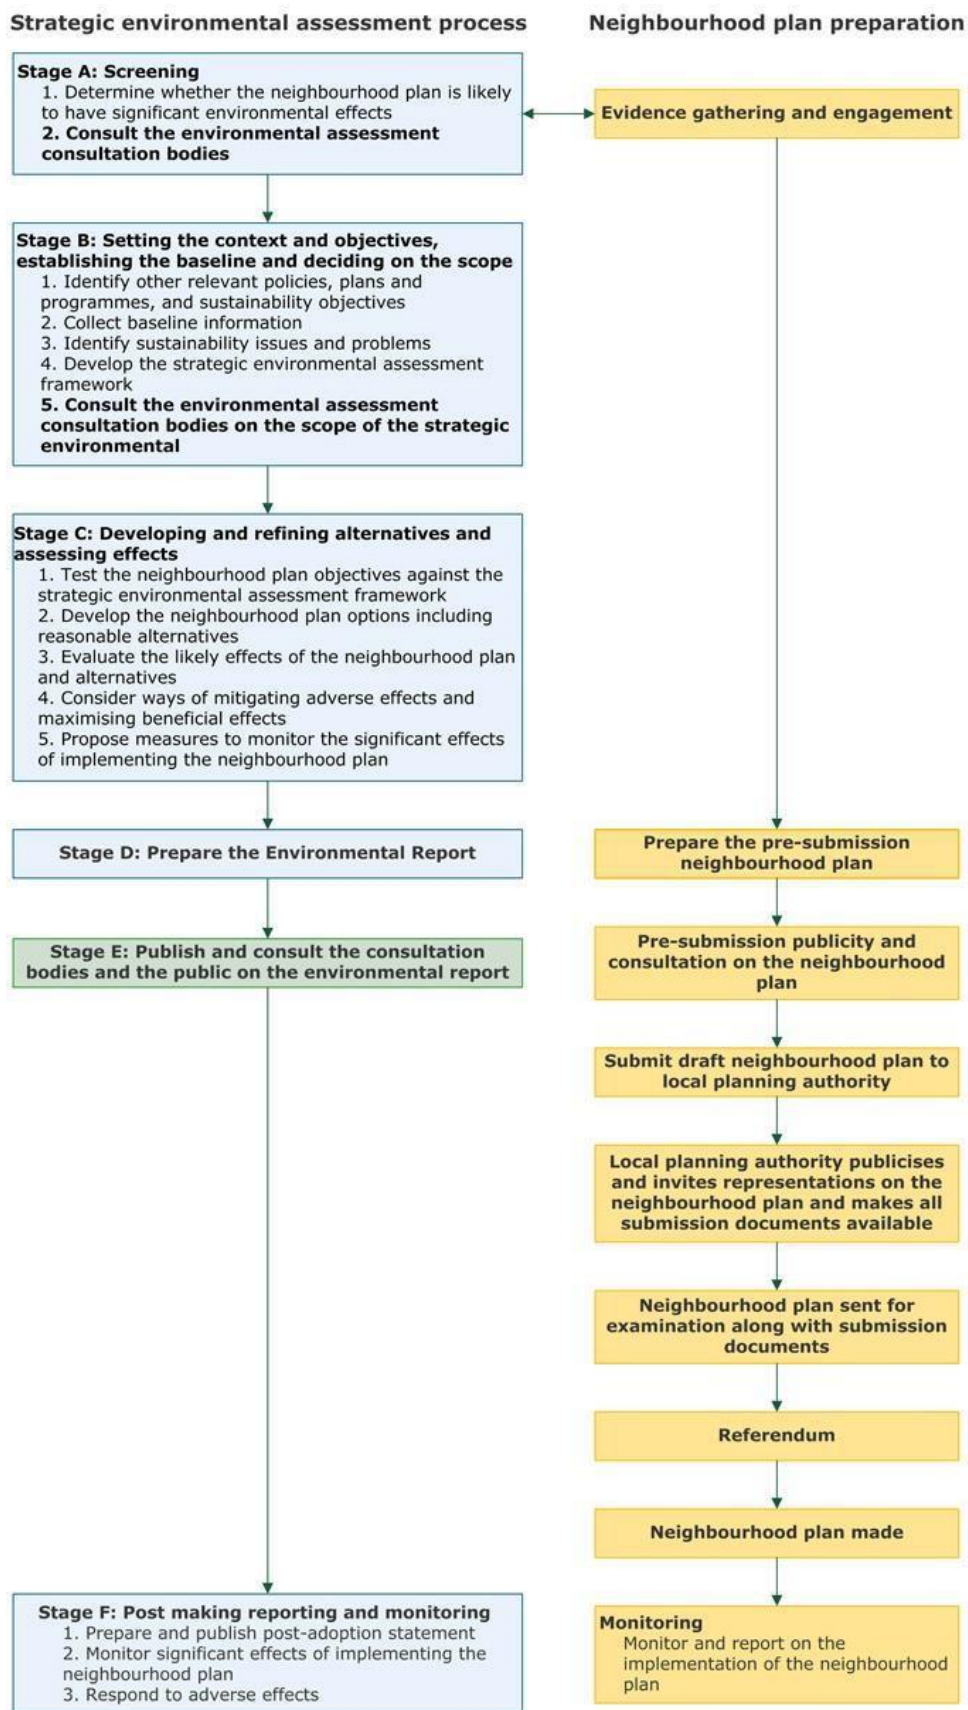 Strategic environmental assessment process
Neighbourhood plan preparation
Stage A: Screening
1. Determine whether the neighbourhood plan is likely
to have significant environmental effects
2. Consult the environmental assessment
consultation bodies
Evidence gathering and engagement
Stage B: Setting the context and objectives,
establishing the baseline and deciding on the scope
1. Identify other relevant policies, plans and
programmes, and sustainability objectives
2. Collect baseline information
3. Identify sustainability issues and problems
4. Develop the strategic environmental assessment
framework
5. Consult the environmental assessment
consultation bodies on the scope of the strategic
environmental
Stage C: Developing and refining alternatives and
assessing effects
1. Test the neighbourhood plan objectives against the
strategic environmental assessment framework
2. Develop the neighbourhood plan options including
reasonable alternatives
3. Evaluate the likely effects of the neighbourhood plan
and alternatives
4. Consider ways of mitigating adverse effects and
maximising beneficial effects
5. Propose measures to monitor the significant effects
of implementing the neighbourhood plan
Stage D: Prepare the Environmental Report
Prepare the pre-submission
neighbourhood plan
Stage E: Publish and consult the consultation
bodies and the public on the environmental report
Pre-submission publicity and
consultation on the neighbourhood
plan
Submit draft neighbourhood plan to
local planning authority
Local planning authority publicises
and invites representations on the
neighbourhood plan and makes all
submission documents available
Neighbourhood plan sent for
examination along with submission
documents
Referendum
Neighbourhood plan made
Stage F: Post making reporting and monitoring
1. Prepare and publish post-adoption statement
2. Monitor significant effects of implementing the
neighbourhood plan
3. Respond to adverse effects
Monitoring
Monitor and report on the
implementation of the neighbourhood
plan